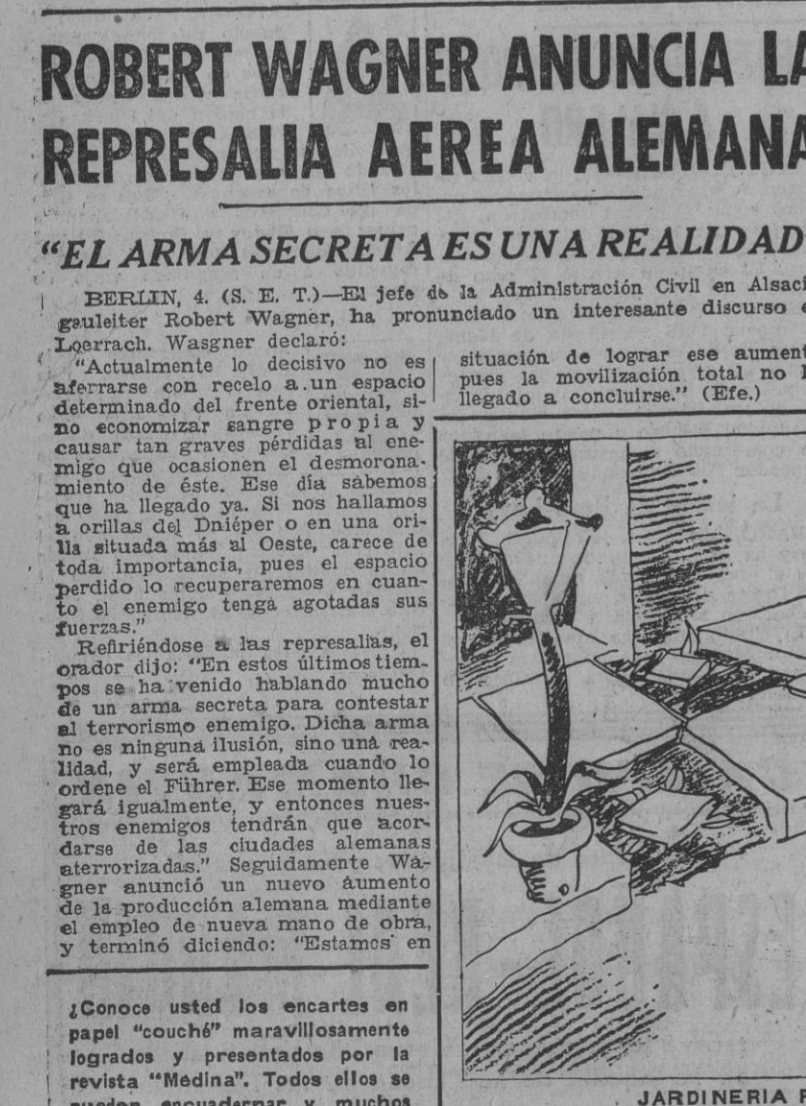 ROBERT WAGNER ANUNCIA LA
REPRESALIA AEREA ALEMANA
"EL ARMA SECRETA ES UNA REALIDAD"
BERLIN, 4. (S. E. T.)—El jefe de la Administración Civil en Alsaci
gauleiter Robert Wagner, ha pronunciado un interesante discurso e
Loerrach. Wasgner declaró:
"Actualmente lo decisivo no es
aferrarse con recelo a un espacio
determinado del frente oriental, si-
no economizar sangre propia y
causar tan graves pérdidas al ene-
migo que ocasionen el desmorona-
miento de éste. Ese día sabemos
que ha llegado ya. Si nos hallamos
a orillas del Dniéper o en una ori-
lla situada más al Oeste, carece de
toda importancia, pues el espacio
perdido lo recuperaremos en cuan-
to el enemigo tenga agotadas sus
fuerzas."
Refiriéndose a las represalias, el
orador dijo: "En estos últimos tiem-
pos se ha venido hablando mucho
de un arma secreta para contestar
al terrorismo enemigo. Dicha arma
no es ninguna ilusión, sino una rea-
lidad, y será empleada cuando lo
ordene el Führer. Ese momento lle-
gará igualmente, y entonces nues-
tros enemigos tendrán que acor-
darse de las ciudades alemanas
aterrorizadas." Seguidamente Wá-
gner anunció un nuevo aumento
de la producción alemana mediante
el empleo de nueva mano de obra,
y terminó diciendo: "Estamos en
situación de lograr ese aument
pues la movilización total no h
llegado a concluirse." (Efe.)
¿Conoce usted los encartes en
papel "couché" maravillosamente
logrados y presentados por la
revista "Medina". Todos ellos se
pueden encuadernar y muchos
JARDINERIA